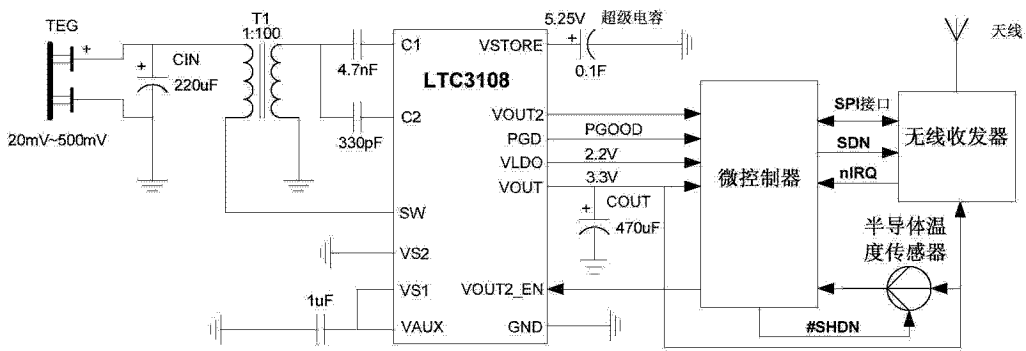 TEG
+
20mV~500mV
+
CIN
220uF
T1
1:100
4.7nF
330pF
C1
C2
SW
VS2
VS1
VAUX
1uF
LTC3108
VSTORE
VOUT2
PGD
VLDO
VOUT
VOUT2_EN
GND
5.25V
超级电容
+
0.1F
PGOOD
2.2V
3.3V
+
COUT
470uF
微控制器
SPI接口
SDN
nIRQ
#SHDN
天线
无线收发器
半导体温
度传感器